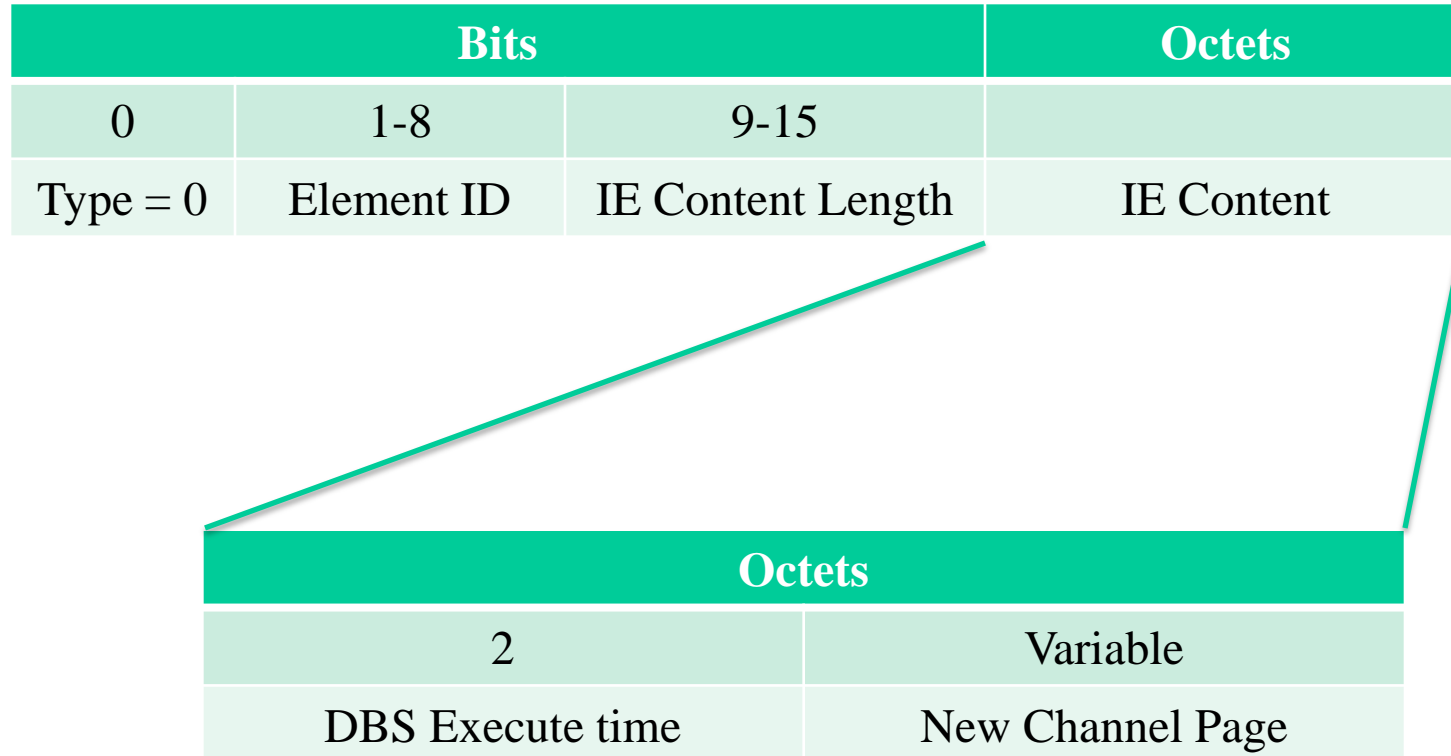 Bits Octets
0 1-8 9-15
Type = 0 Element ID IE Content Length IE Content
Octets
2 Variable
DBS Execute time New Channel Page